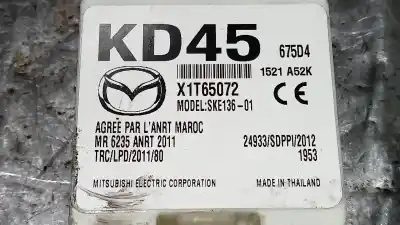 KD45 675D4
1521 A52K
X1T65072
MODEL:SKE136-01
AGREE PAR L'ANRT MAROC
MR 6235 ANRT 2011 24933/SDPPI/2012
TRC/LPD/2011/80 1953
MITSUBISHI ELECTRIC CORPORATION MADE IN THAILAND